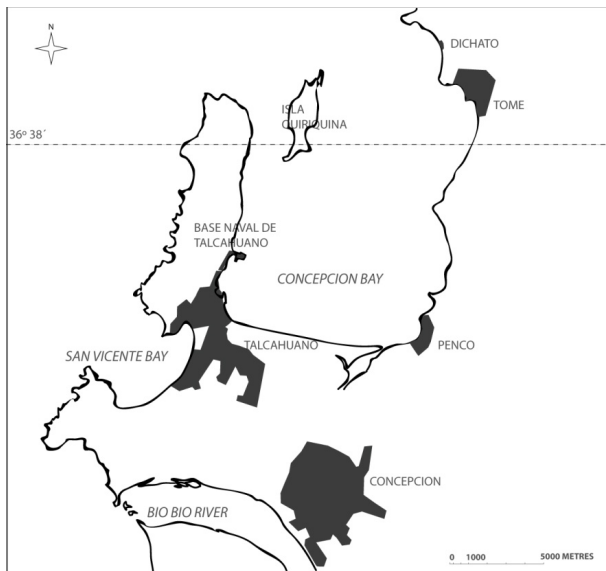 N
DICHATO
TOME
ISLA
QUIRIQUINA
36º 38´
BASE NAVAL DE
TALCAHUANO
CONCEPCION BAY
SAN VICENTE BAY
TALCAHUANO
PENCO
CONCEPCION
BIO BIO RIVER
0 1000 5000 METRES